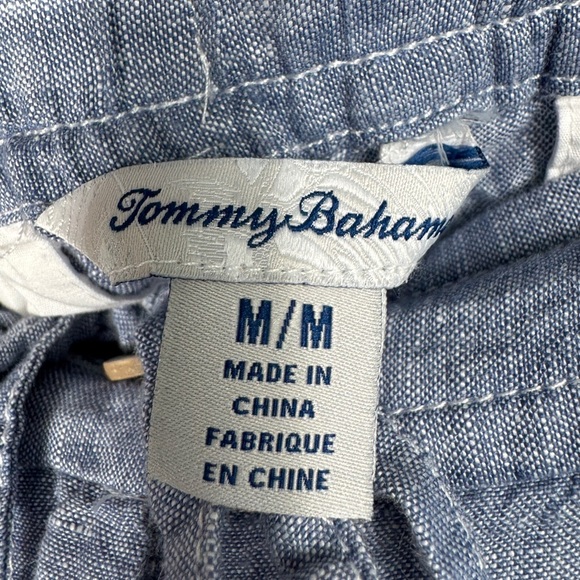 Tommy Baham
M/M
MADE IN
CHINA
FABRIQUE
EN CHINE